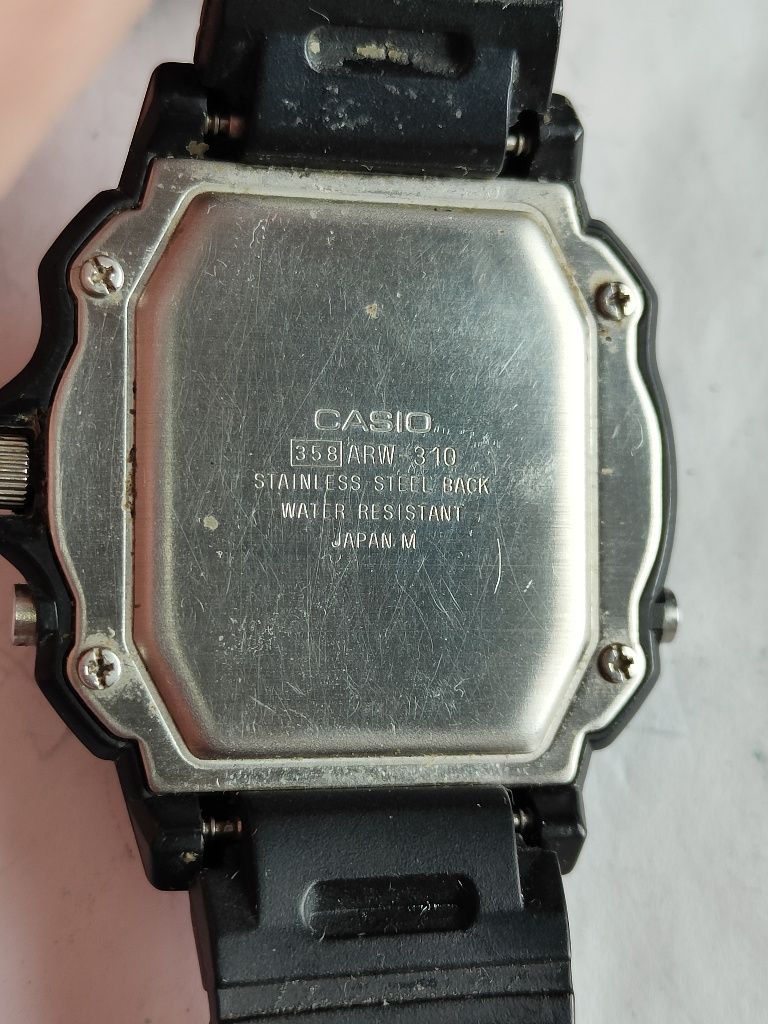 CASIO
358 ARW-310
STAINLESS STEEL BACK
WATER RESISTANT
JAPAN M